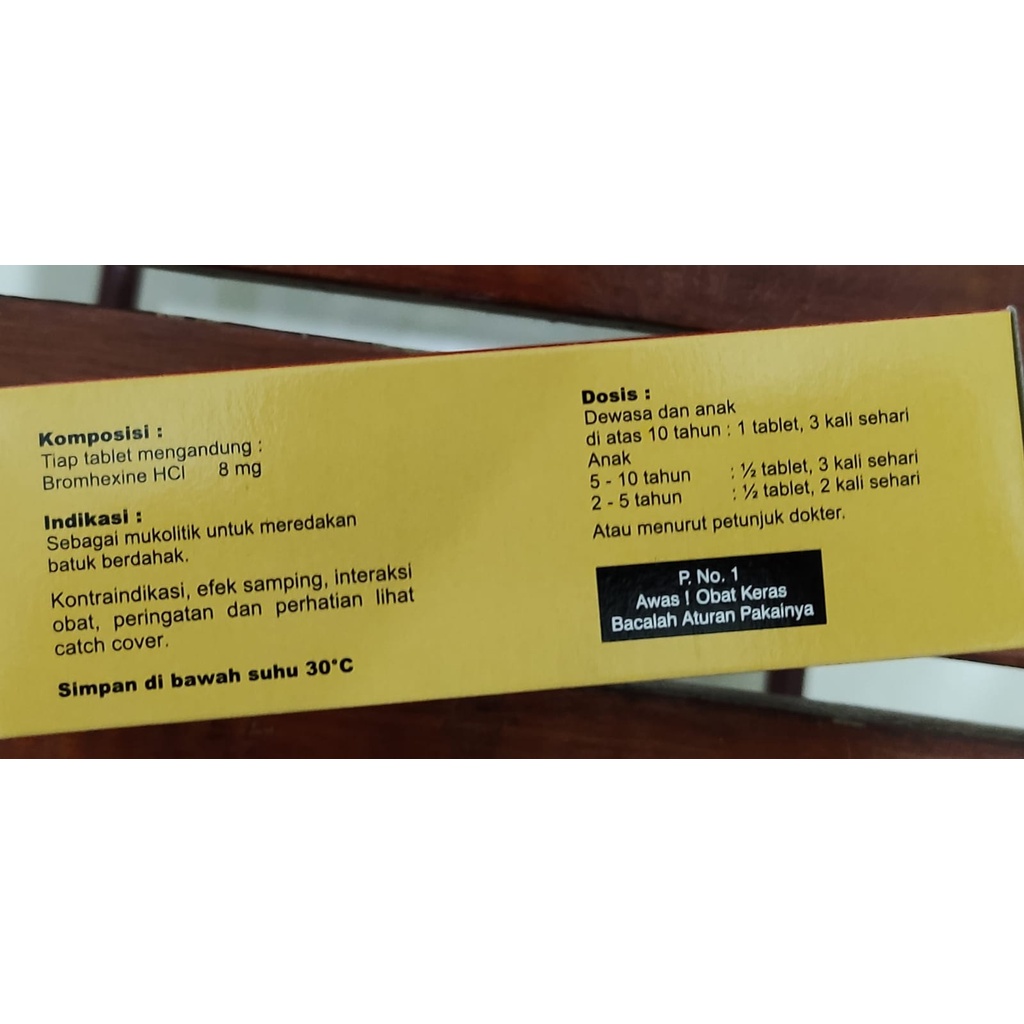 Komposisi :
Tiap tablet mengandung :
Bromhexine HCl 8 mg
Indikasi :
Sebagai mukolitik untuk meredakan
batuk berdahak.
Kontraindikasi, efek samping, interaksi
obat, peringatan dan perhatian lihat
catch cover.
Simpan di bawah suhu 30°C
Dosis :
Dewasa dan anak
di atas 10 tahun : 1 tablet, 3 kali sehari
Anak
5 - 10 tahun : ½ tablet, 3 kali sehari
2 - 5 tahun : ½ tablet, 2 kali sehari
Atau menurut petunjuk dokter.
P. No. 1
Awas ! Obat Keras
Bacalah Aturan Pakainya